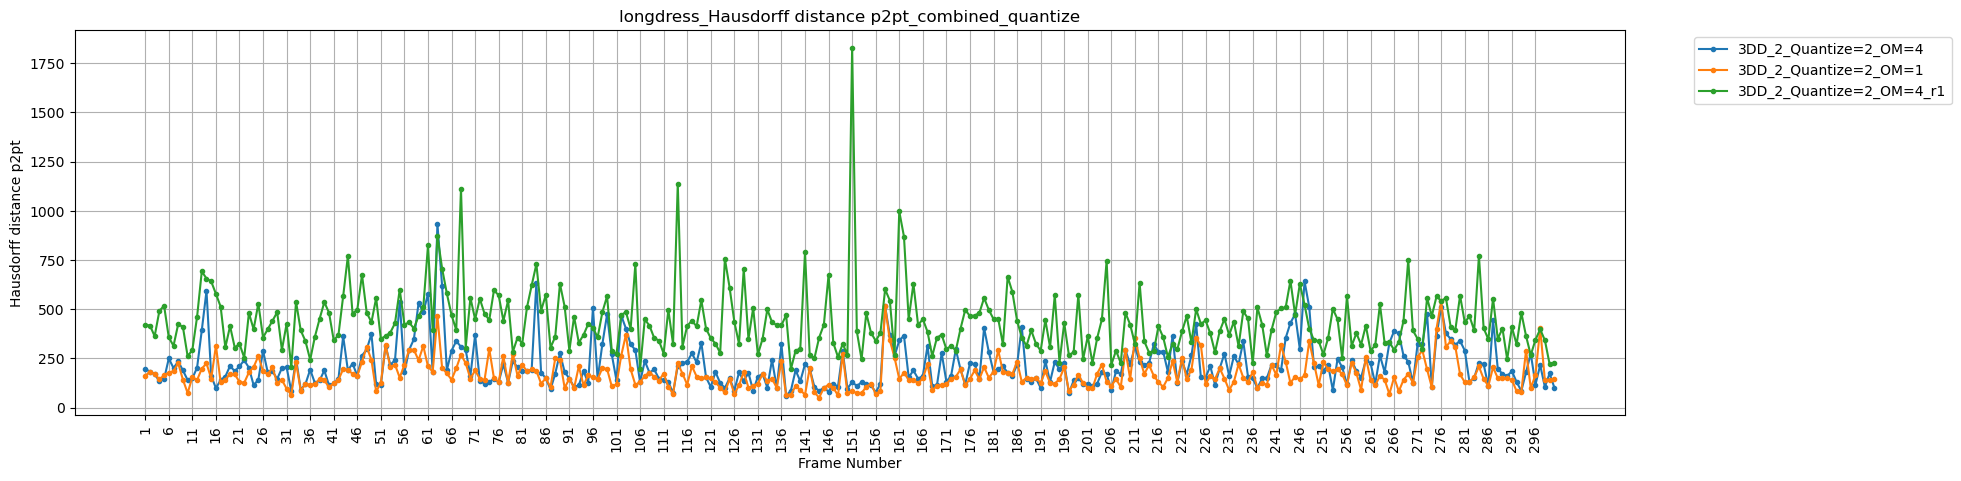 longdress_Hausdorff distance p2pt_combined_quantize
Hausdorff distance p2pt
1750
1500
1250
1000
750
500
250
0
1 6 11 16 21 26 31 36 41 46 51 56 61 66 71 76 81 86 91 96 101 106 111 116 121 126 131 136 141 146 151 156 161 166 171 176 181 186 191 196 201 206 211 216 221 226 231 236 241 246 251 256 261 266 271 276 281 286 291 296
Frame Number
3DD_2_Quantize=2_OM=4
3DD_2_Quantize=2_OM=1
3DD_2_Quantize=2_OM=4_r1